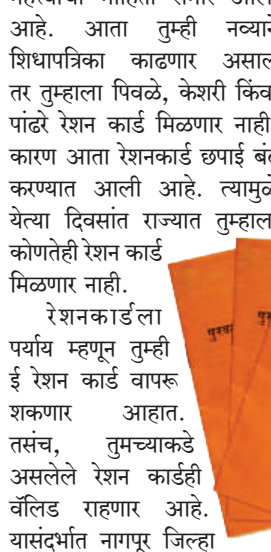 आहे. आता तुम्ही नव्यान
शिधापत्रिका काढणार असाल
तर तुम्हाला पिवळे, केशरी किंव
पांढरे रेशन कार्ड मिळणार नाही
कारण आता रेशनकार्ड छपाई बंद
करण्यात आली आहे. त्यामुळे
येत्या दिवसांत राज्यात तुम्हाला
कोणतेही रेशन कार्ड
मिळणार नाही.
रेशनकार्डला
पर्याय म्हणून तुम्ही
ई रेशन कार्ड वापरू
शकणार आहात.
तसंच, तुमच्याकडे
असलेले रेशन कार्डही
वॅलिड राहणार आहे.
यासंदर्भात नागपूर जिल्हा